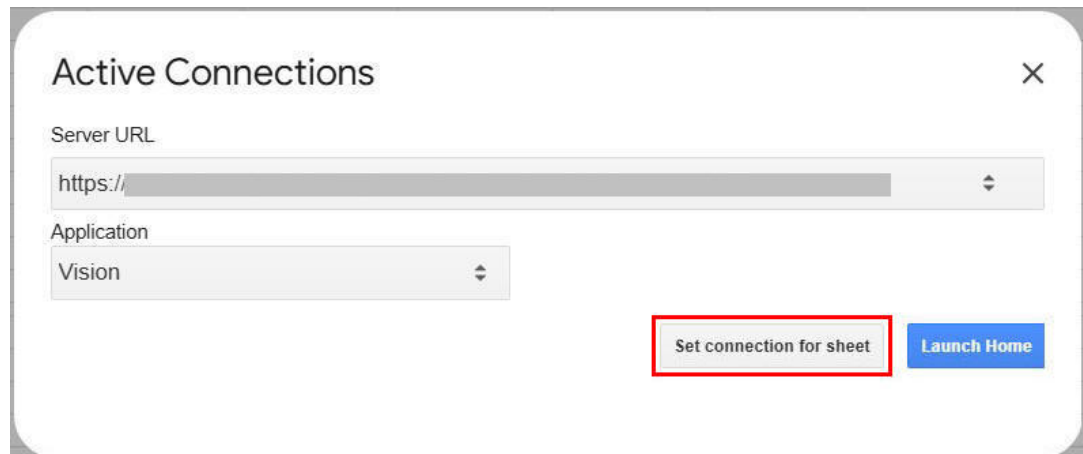 Active Connections
Server URL
https://
Application
Vision
Set connection for sheet
Launch Home